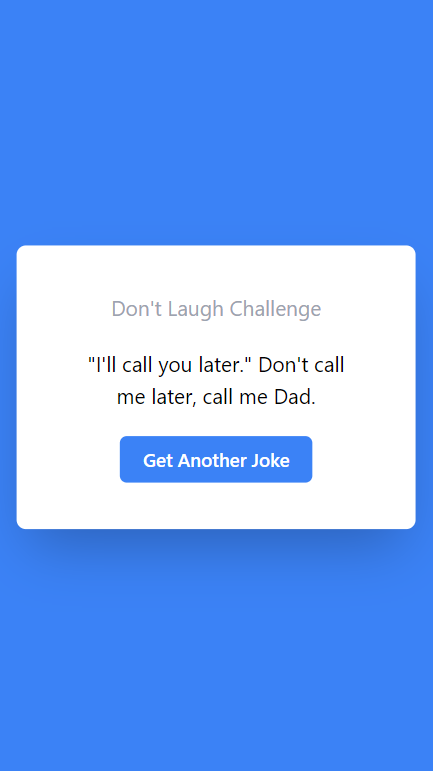 Don't Laugh Challenge
"I'll call you later." Don't call
me later, call me Dad.
Get Another Joke